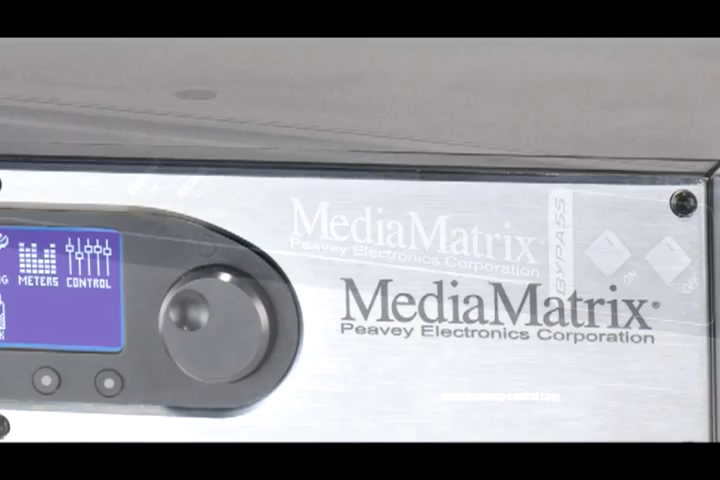 MediaMatrix
Peavey Electronics Corporation
BYPASS
ON
METERS CONTROL
MediaMatrix®
Peavey Electronics Corporation